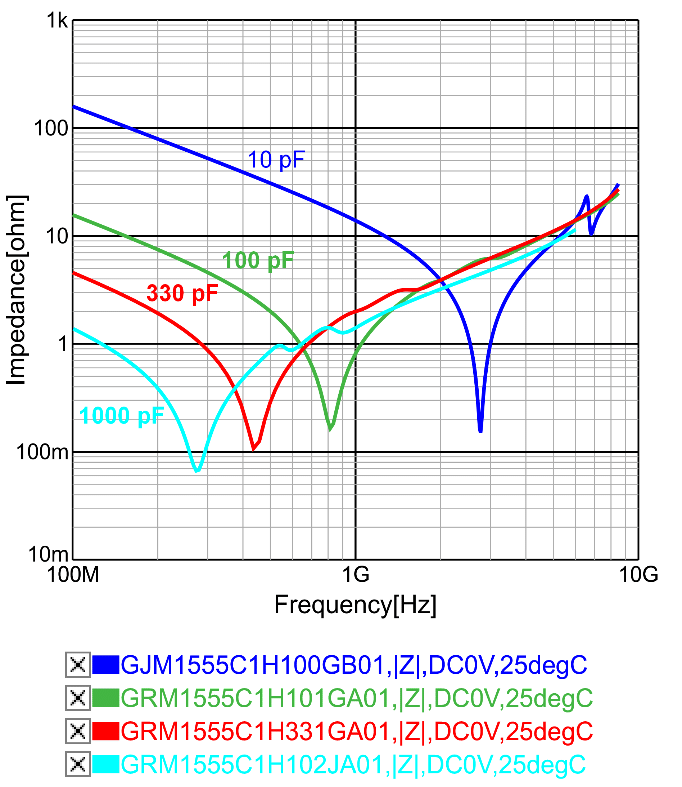 1k
100
10 pF
Impedance[ohm]
10
100 pF
330 pF
1
1000 pF
100m
10m
100M 1G 10G
Frequency[Hz]
GJM1555C1H100GB01,|Z|,DC0V,25degC
GRM1555C1H101GA01,|Z|,DC0V,25degC
GRM1555C1H331GA01,|Z|,DC0V,25degC
GRM1555C1H102JA01,|Z|,DC0V,25degC